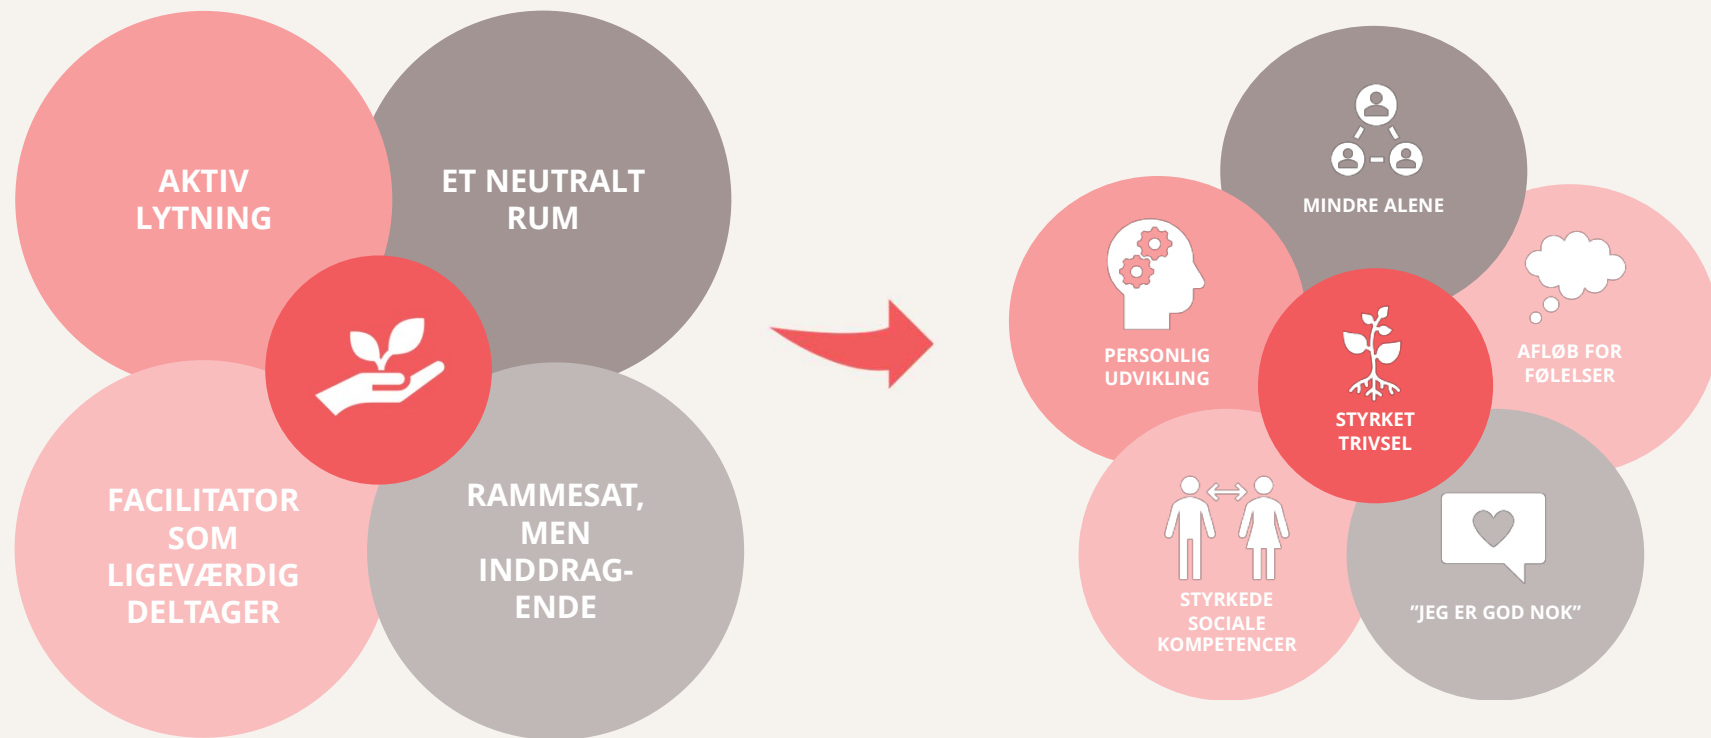 AKTIV
LYTNING
ET NEUTRALT
RUM
FACILITATOR
SOM
LIGEVÆRDIG
DELTAGER
RAMMESAT,
MEN
INDDRAG-
ENDE
MINDRE ALENE
PERSONLIG
UDVIKLING
AFLØB FOR
FØLELSER
STYRKET
TRIVSEL
STYRKEDE
SOCIALE
KOMPETENCER
”JEG ER GOD NOK”